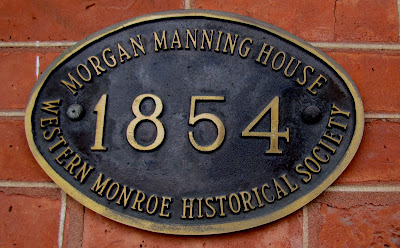 MORGAN MANNING HOUSE
1854
WESTERN MONROE HISTORICAL SOCIETY